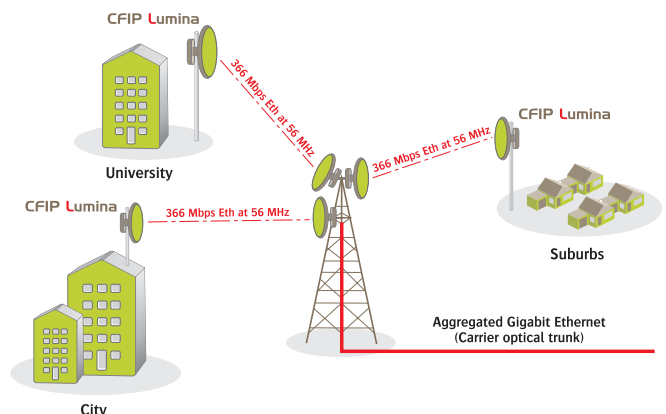 CFIP Lumina
366 Mbps Eth at 56 MHz
University
CFIP Lumina
366 Mbps Eth at 56 MHz
Suburbs
CFIP Lumina
366 Mbps Eth at 56 MHz
City
Aggregated Gigabit Ethernet
(Carrier optical trunk)